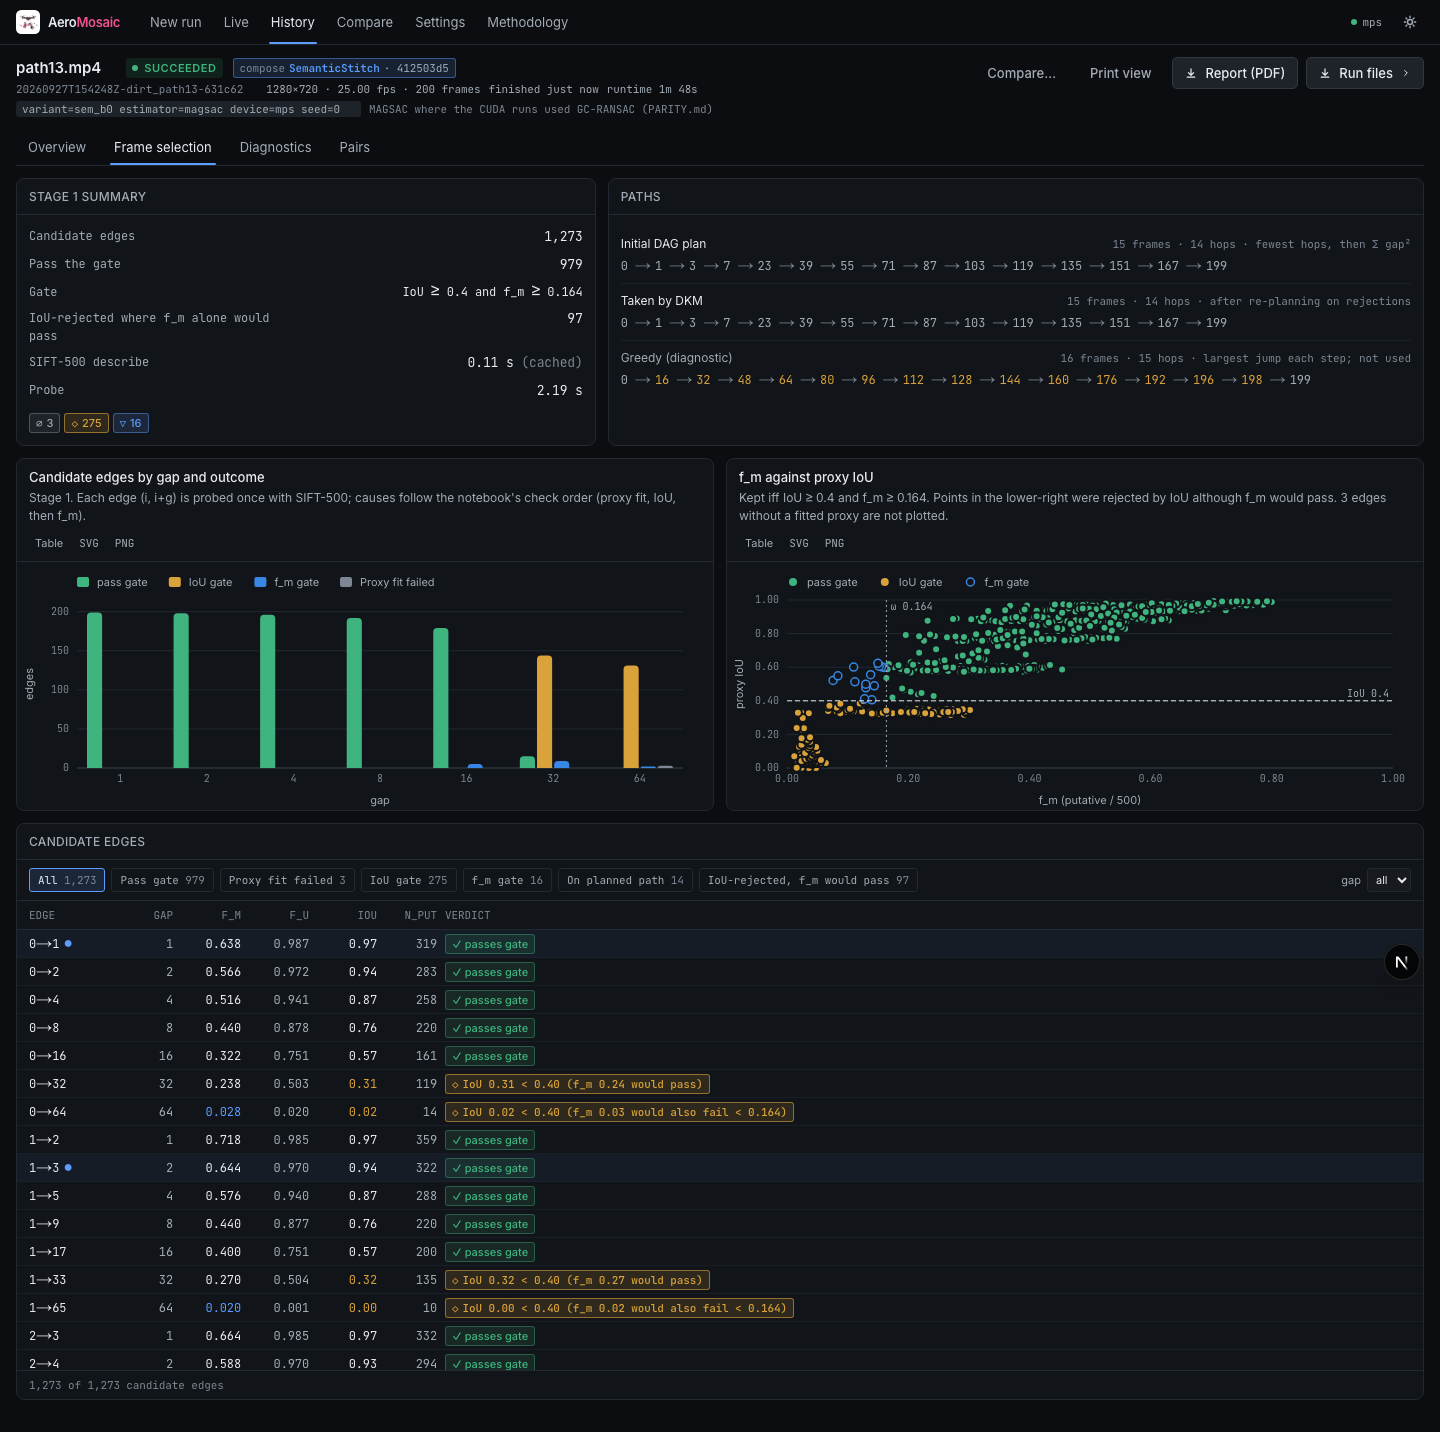 AeroMosaic New run Live History Compare Settings Methodology mps
path13.mp4 SUCCEEDED compose SemanticStitch · 412503d5 Compare... Print view Report (PDF) Run files
20260927T154248Z-dirt_path13-631c62 1280×720 · 25.00 fps · 200 frames finished just now runtime 1m 48s
variant=sem_b0 estimator=magsac device=mps seed=0 MAGSAC where the CUDA runs used GC-RANSAC (PARITY.md)
Overview Frame selection Diagnostics Pairs
STAGE 1 SUMMARY
Candidate edges 1,273
Pass the gate 979
Gate IoU ≥ 0.4 and f_m ≥ 0.164
IoU-rejected where f_m alone would pass 97
SIFT-500 describe 0.11 s (cached)
Probe 2.19 s
∅ 3 ◇ 275 ▽ 16
PATHS
Initial DAG plan 15 frames · 14 hops · fewest hops, then Σ gap²
0 → 1 → 3 → 7 → 23 → 39 → 55 → 71 → 87 → 103 → 119 → 135 → 151 → 167 → 199
Taken by DKM 15 frames · 14 hops · after re-planning on rejections
0 → 1 → 3 → 7 → 23 → 39 → 55 → 71 → 87 → 103 → 119 → 135 → 151 → 167 → 199
Greedy (diagnostic) 16 frames · 15 hops · largest jump each step; not used
0 → 16 → 32 → 48 → 64 → 80 → 96 → 112 → 128 → 144 → 160 → 176 → 192 → 196 → 198 → 199
Candidate edges by gap and outcome
Stage 1. Each edge (i, i+g) is probed once with SIFT-500; causes follow the notebook's check order (proxy fit, IoU,
then f_m).
Table SVG PNG
pass gate IoU gate f_m gate Proxy fit failed
200
150
100
50
0
edges
1 2 4 8 16 32 64
gap
f_m against proxy IoU
Kept iff IoU ≥ 0.4 and f_m ≥ 0.164. Points in the lower-right were rejected by IoU although f_m would pass. 3 edges
without a fitted proxy are not plotted.
Table SVG PNG
pass gate IoU gate f_m gate
1.00
ω 0.164
0.80
0.60
0.40
IoU 0.4
0.20
0.00
proxy IoU
0.00 0.20 0.40 0.60 0.80 1.00
f_m (putative / 500)
CANDIDATE EDGES
All 1,273 Pass gate 979 Proxy fit failed 3 IoU gate 275 f_m gate 16 On planned path 14 IoU-rejected, f_m would pass 97 gap all
EDGE GAP F_M F_U IOU N_PUT VERDICT
0→1 1 0.638 0.987 0.97 319 ✓ passes gate
0→2 2 0.566 0.972 0.94 283 ✓ passes gate
0→4 4 0.516 0.941 0.87 258 ✓ passes gate
0→8 8 0.440 0.878 0.76 220 ✓ passes gate
0→16 16 0.322 0.751 0.57 161 ✓ passes gate
0→32 32 0.238 0.503 0.31 119 ◇ IoU 0.31 < 0.40 (f_m 0.24 would pass)
0→64 64 0.028 0.020 0.02 14 ◇ IoU 0.02 < 0.40 (f_m 0.03 would also fail < 0.164)
1→2 1 0.718 0.985 0.97 359 ✓ passes gate
1→3 2 0.644 0.970 0.94 322 ✓ passes gate
1→5 4 0.576 0.940 0.87 288 ✓ passes gate
1→9 8 0.440 0.877 0.76 220 ✓ passes gate
1→17 16 0.400 0.751 0.57 200 ✓ passes gate
1→33 32 0.270 0.504 0.32 135 ◇ IoU 0.32 < 0.40 (f_m 0.27 would pass)
1→65 64 0.020 0.001 0.00 10 ◇ IoU 0.00 < 0.40 (f_m 0.02 would also fail < 0.164)
2→3 1 0.664 0.985 0.97 332 ✓ passes gate
2→4 2 0.588 0.970 0.93 294 ✓ passes gate
1,273 of 1,273 candidate edges